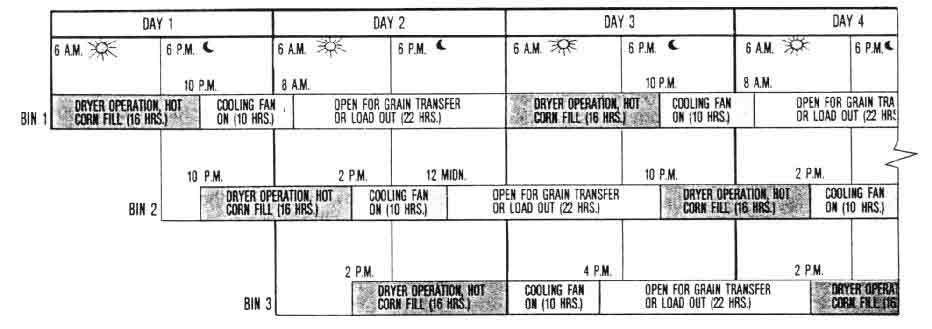 DAY 1 DAY 2 DAY 3 DAY 4
6 A.M. 6 P.M. 6 A.M. 6 P.M. 6 A.M. 6 P.M. 6 A.M. 6 P.M.
10 P.M. 8 A.M. 10 P.M. 8 A.M.
DRYER OPERATION, HOT COOLING FAN OPEN FOR GRAIN TRANSFER DRYER OPERATION, HOT COOLING FAN OPEN FOR GRAIN TRA
BIN 1 CORN FILL (16 HRS.) ON (10 HRS.) OR LOAD OUT (22 HRS.) CORN FILL (16 HRS.) ON (10 HRS.) OR LOAD OUT (22 HRS
10 P.M. 2 P.M. 12 MIDN. 10 P.M. 2 P.M.
DRYER OPERATION, HOT COOLING FAN OPEN FOR GRAIN TRANSFER DRYER OPERATION, HOT COOLING FAN
BIN 2 CORN FILL (16 HRS.) ON (10 HRS.) OR LOAD OUT (22 HRS.) CORN FILL (16 HRS.) ON (10 HRS.)
2 P.M. 4 P.M. 2 P.M.
DRYER OPERATION, HOT COOLING FAN OPEN FOR GRAIN TRANSFER DRYER OPERAT
BIN 3 CORN FILL (16 HRS.) ON (10 HRS.) OR LOAD OUT (22 HRS.) CORN FILL (16